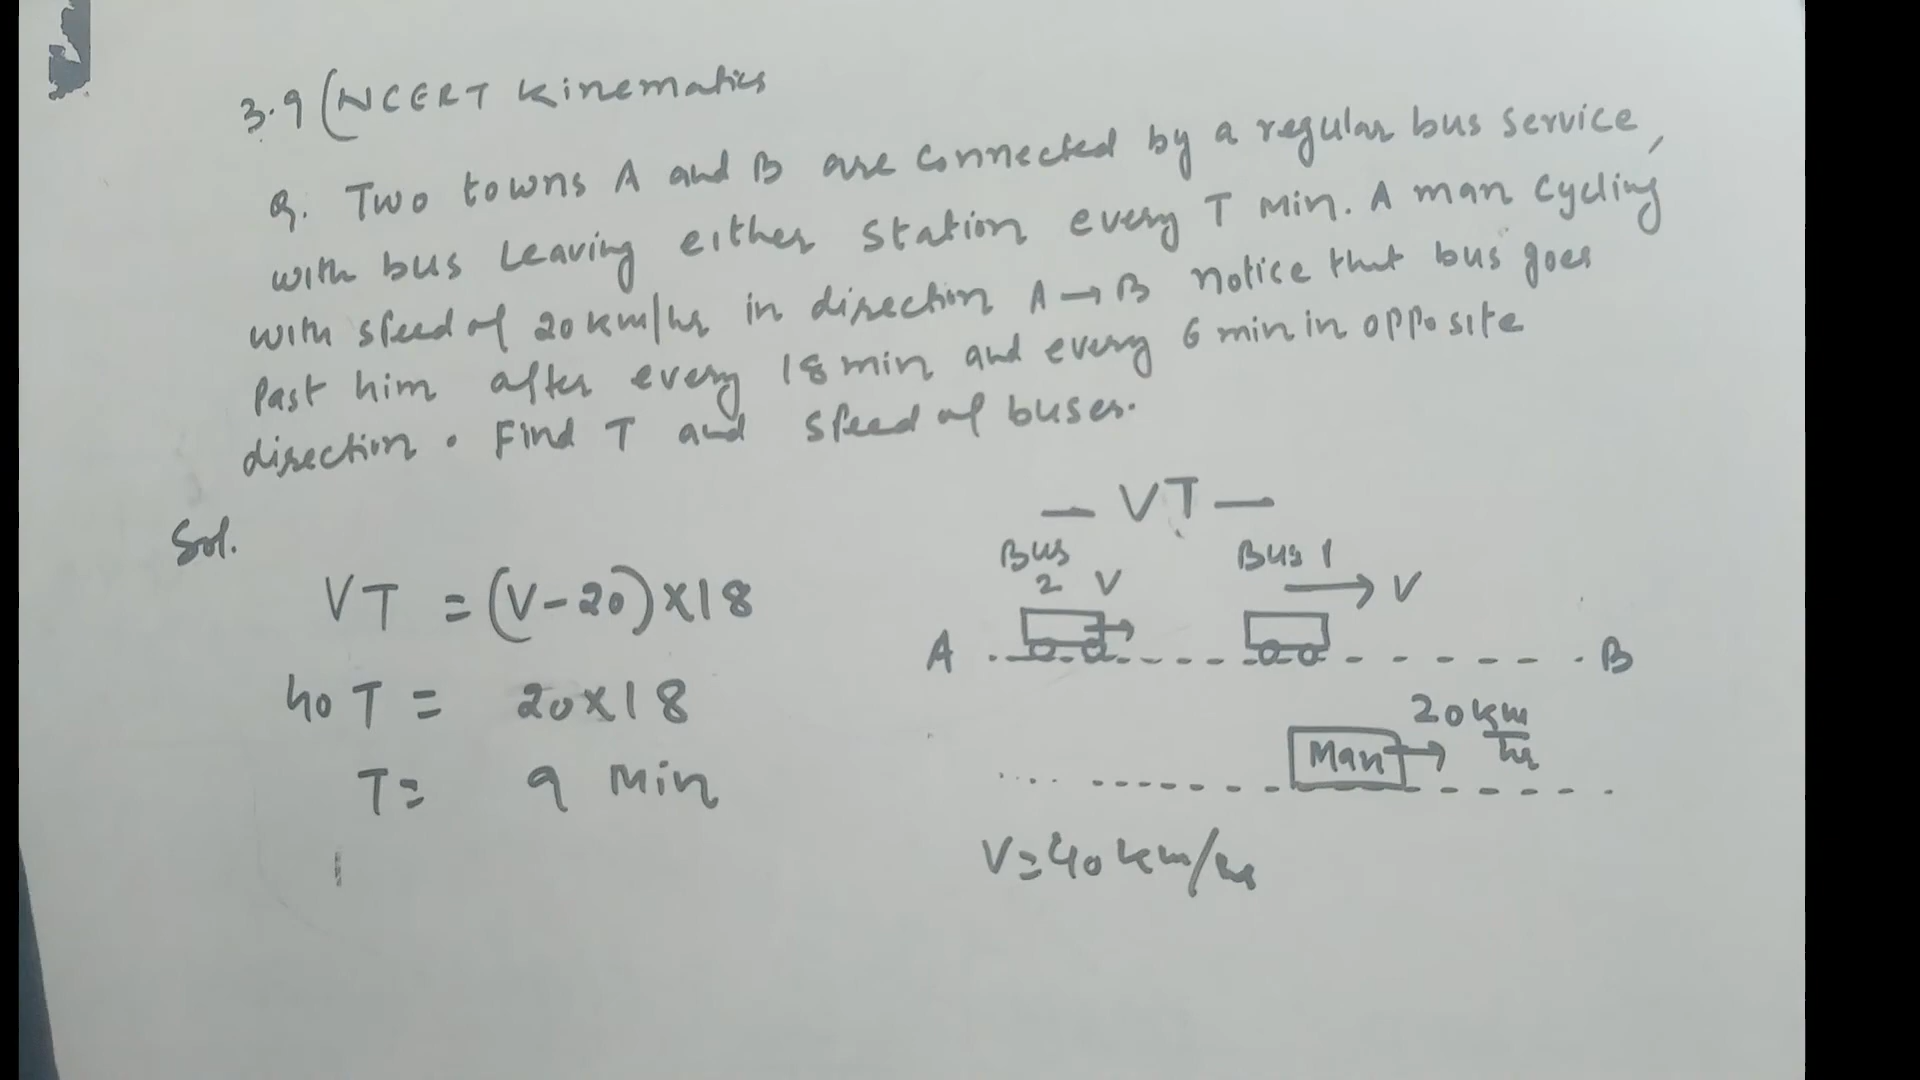 3.9 (NCERT Kinematics
Q. Two towns A and B are connected by a regular bus service,
with bus leaving either station every T Min. A man cycling
with speed of 20 km/hr in direction A → B notice that bus goes
Past him after every 18 min and every 6 min in opposite
direction. Find T and speed of buses.
Sol.
VT = (V-20)×18
40 T = 20×18
T = 9 Min
— VT —
Bus 2 V
Bus 1 → V
A B
20 km/hr
Man
V = 40 km/hr